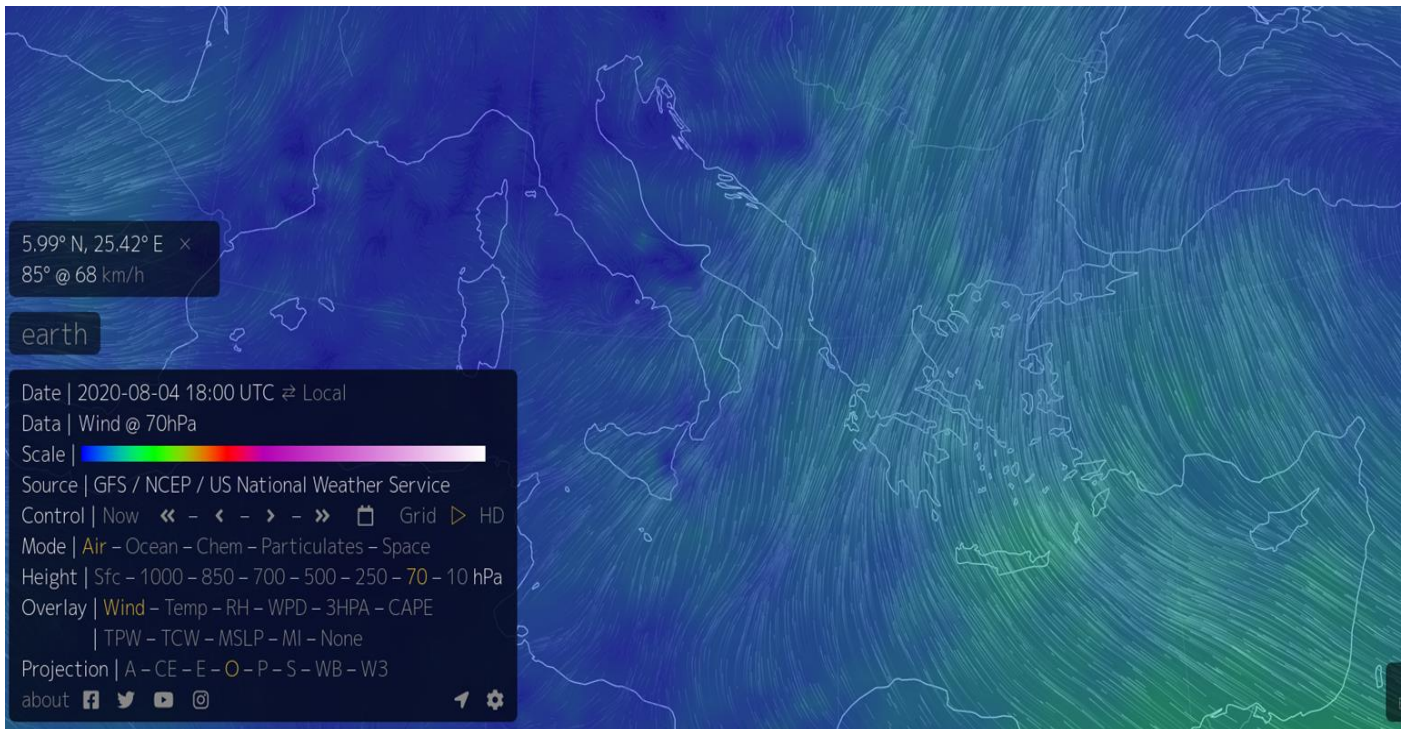 5.99° N, 25.42° E ×
85° @ 68 km/h
earth
Date | 2020-08-04 18:00 UTC ⇄ Local
Data | Wind @ 70hPa
Scale |
Source | GFS / NCEP / US National Weather Service
Control | Now « – ‹ – › – » Grid ▷ HD
Mode | Air – Ocean – Chem – Particulates – Space
Height | Sfc – 1000 – 850 – 700 – 500 – 250 – 70 – 10 hPa
Overlay | Wind – Temp – RH – WPD – 3HPA – CAPE
| TPW – TCW – MSLP – MI – None
Projection | A – CE – E – O – P – S – WB – W3
about